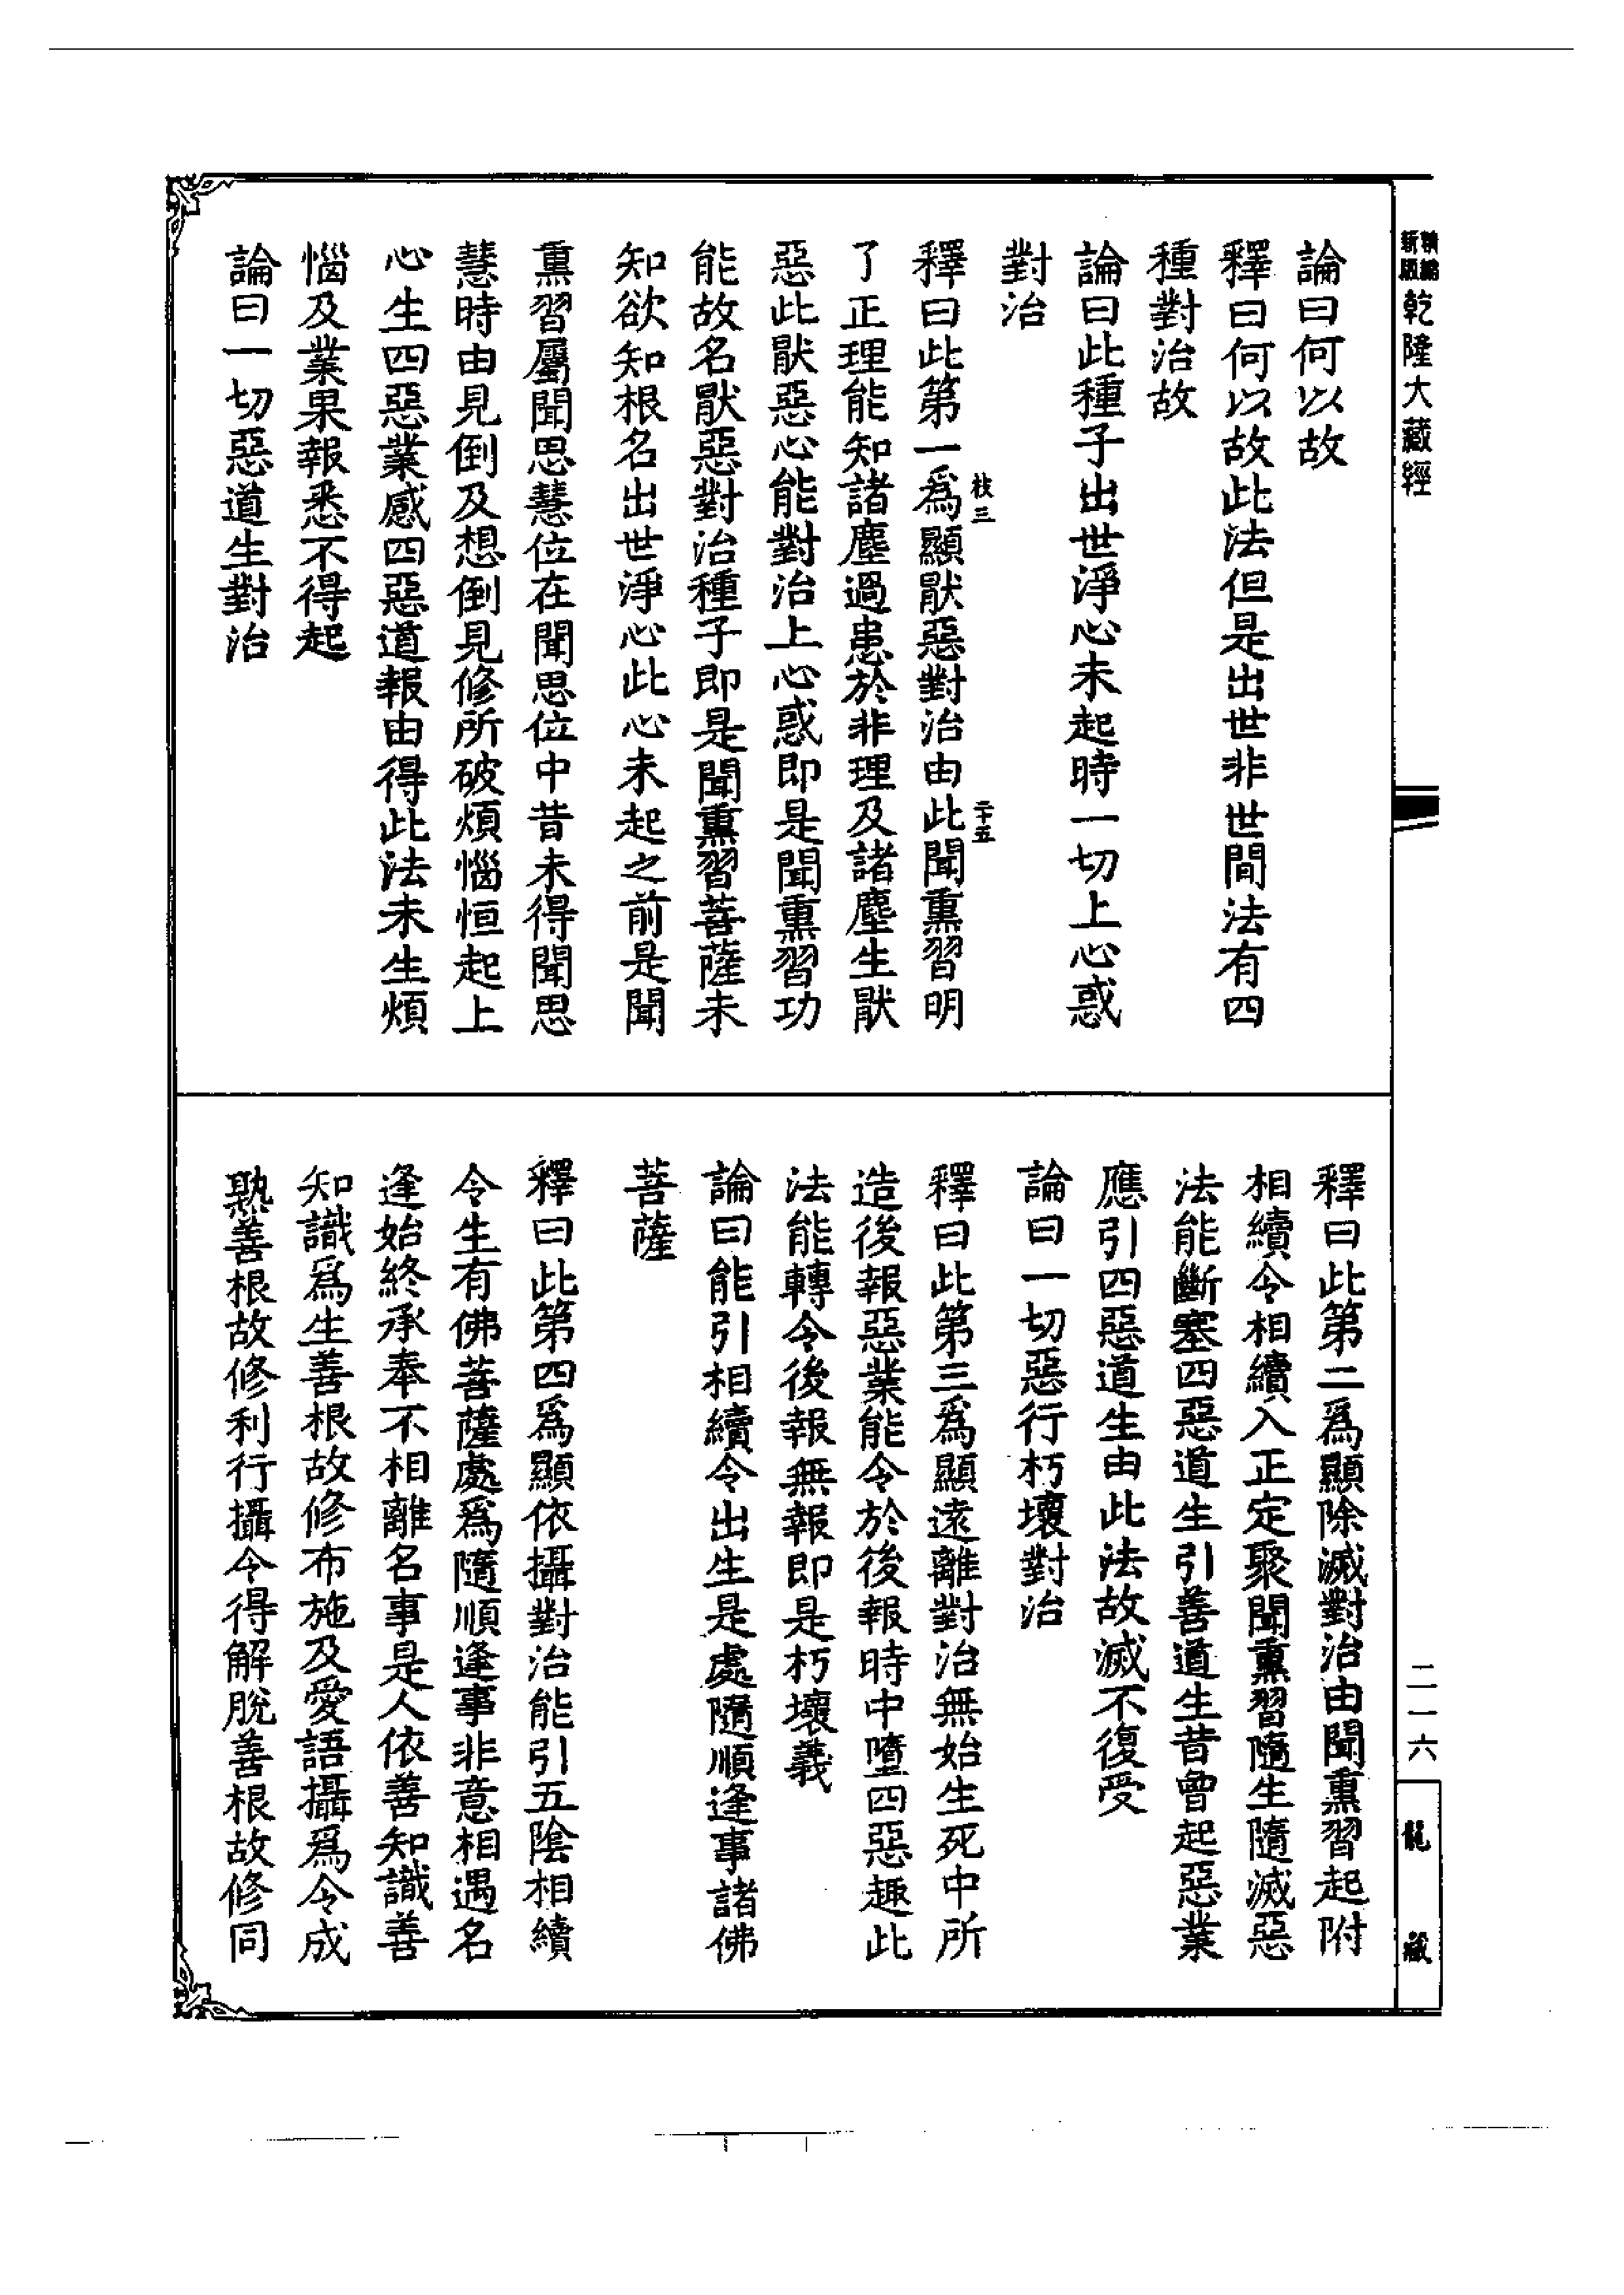 新編
新版
乾隆大藏經
論曰何以故
釋曰何以故此法但是出世非世間法有四
種對治故
論曰此種子出世淨心未起時一切上心惑
對治
枝三
二十五
釋曰此第一為顯猒惡對治由此聞熏習明
了正理能知諸塵過患於非理及諸塵生猒
惡此猒惡心能對治上心惑即是聞熏習功
能故名猒惡對治種子即是聞熏習菩薩未
知欲知根名出世淨心此心未起之前是聞
熏習屬聞思慧位在聞思位中昔未得聞思
慧時由見倒及想倒見修所破煩惱恒起上
心生四惡業感四惡道報由得此法未生煩
惱及業果報悉不得起
論曰一切惡道生對治
釋曰此第二為顯除滅對治由聞熏習起附
相續令相續入正定聚聞熏習隨生隨滅惡
法能斷塞四惡道生引善道生昔曾起惡業
應引四惡道生由此法故滅不復受
論曰一切惡行朽壞對治
釋曰此第三為顯遠離對治無始生死中所
造後報惡業能令於後報時中墮四惡趣此
法能轉令後報無報即是朽壞義
論曰能引相續令出生是處隨順逢事諸佛
菩薩
釋曰此第四為顯依攝對治能引五陰相續
令生有佛菩薩處為隨順逢事非意相遇名
逢始終承奉不相離名事是人依善知識善
知識為生善根故修布施及愛語攝為令成
熟善根故修利行攝令得解脫善根故修同
二一六
龍藏